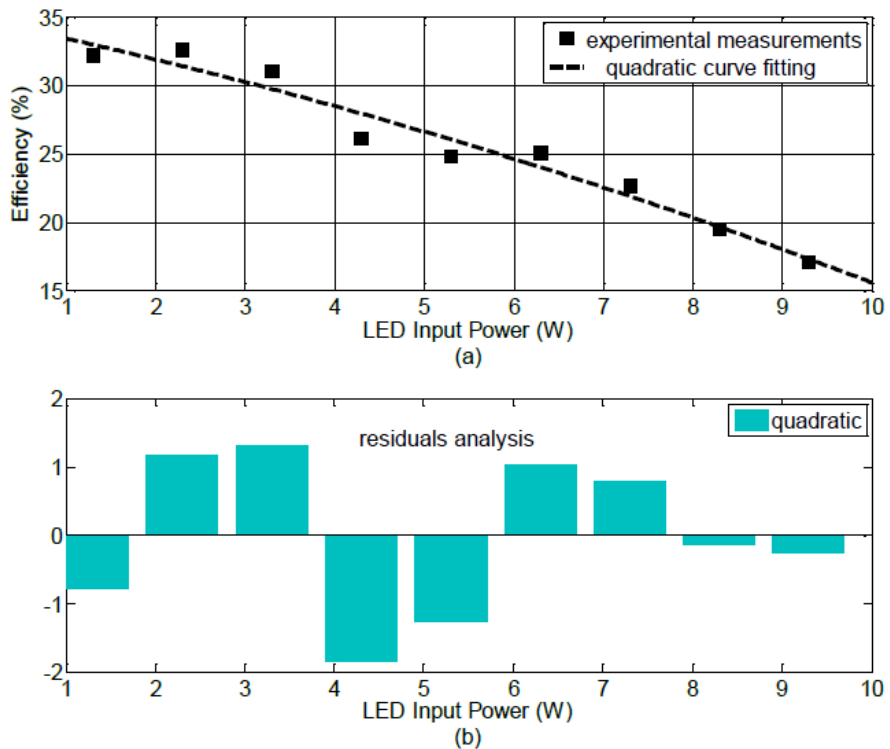 35
30
25
20
15
Efficiency (%)
experimental measurements
quadratic curve fitting
1 2 3 4 5 6 7 8 9 10
LED Input Power (W)
(a)
2
1
0
-1
-2
residuals analysis
quadratic
1 2 3 4 5 6 7 8 9 10
LED Input Power (W)
(b)